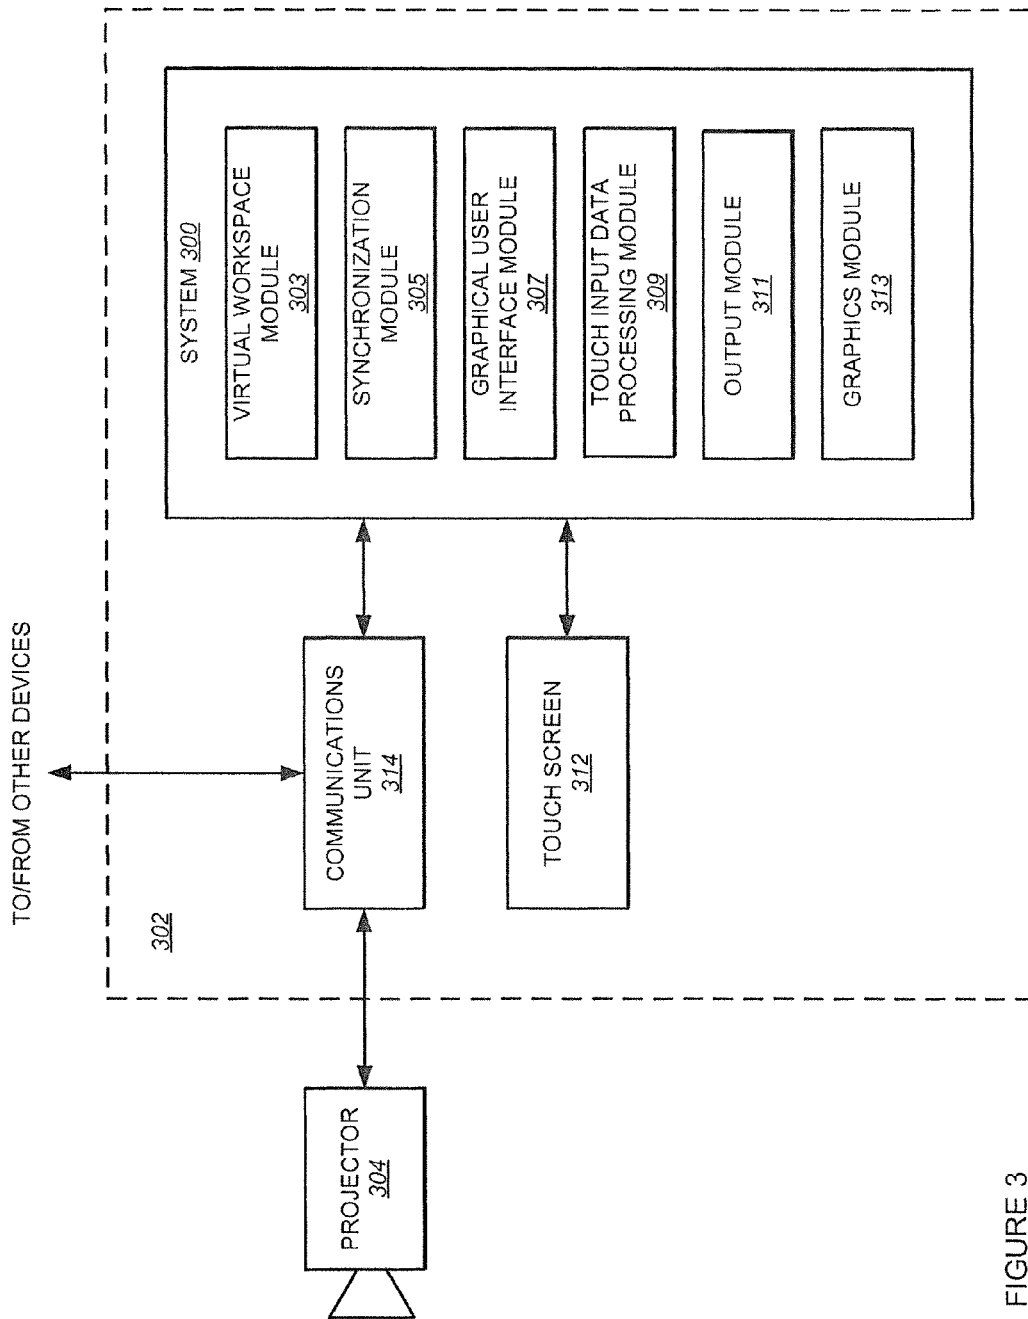 TO/FROM OTHER DEVICES
SYSTEM 300
VIRTUAL WORKSPACE
MODULE
303
SYNCHRONIZATION
MODULE
305
GRAPHICAL USER
INTERFACE MODULE
307
TOUCH INPUT DATA
PROCESSING MODULE
309
OUTPUT MODULE
311
GRAPHICS MODULE
313
302
COMMUNICATIONS
UNIT
314
TOUCH SCREEN
312
PROJECTOR
304
FIGURE 3